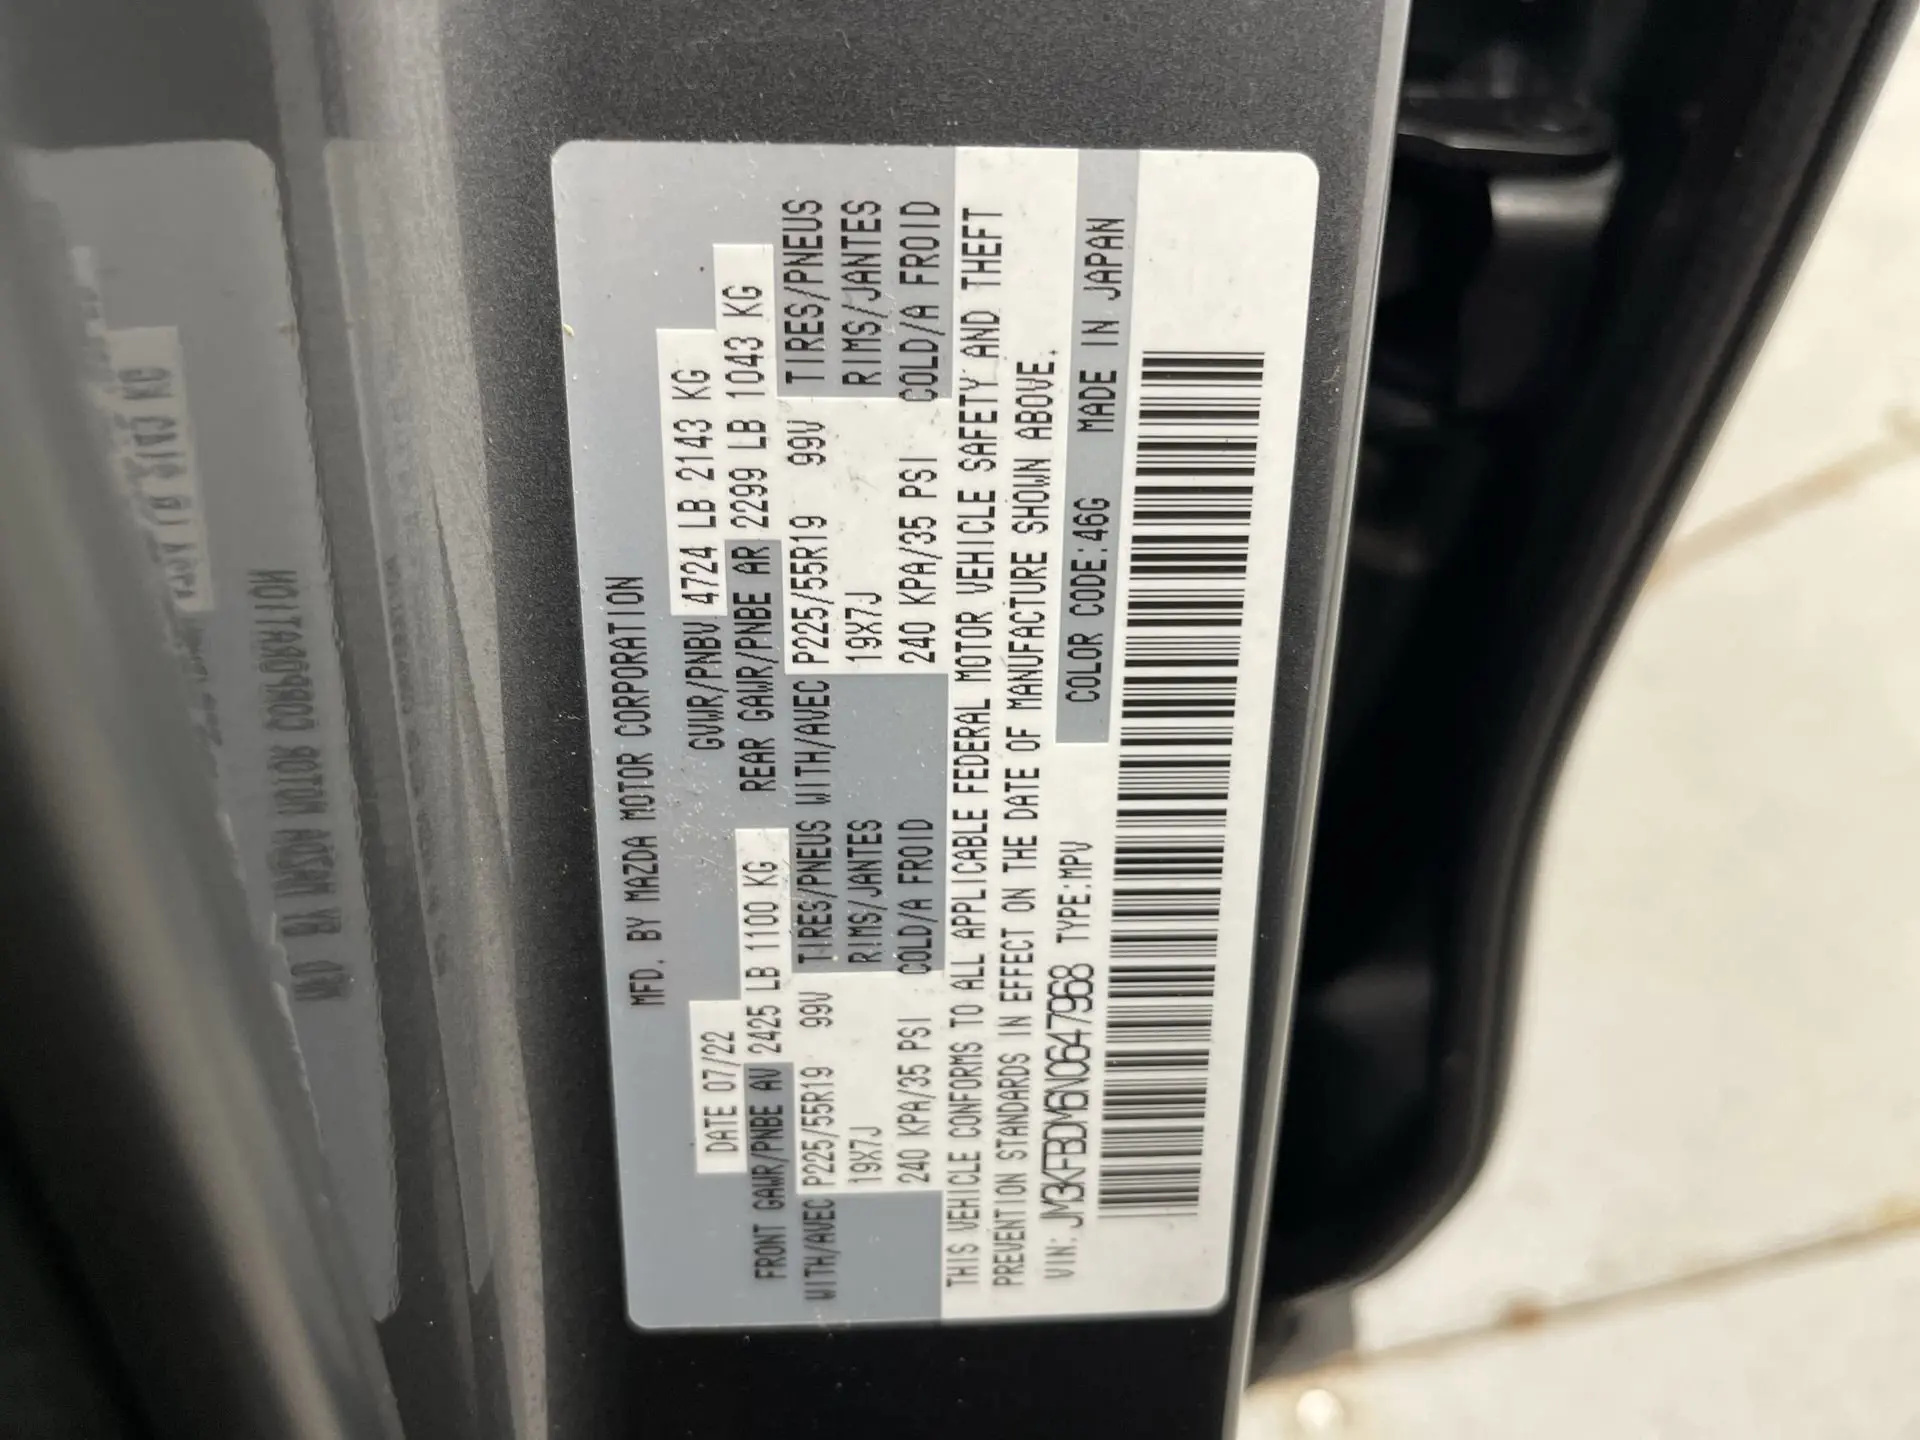 MFD. BY MAZDA MOTOR CORPORATION
DATE 07/22 GVWR/PNBV 4724 LB 2143 KG
FRONT GAWR/PNBE AV 2425 LB 1100 KG REAR GAWR/PNBE AR 2299 LB 1043 KG
WITH/AVEC P225/55R19 99V TIRES/PNEUS WITH/AVEC P225/55R19 99V TIRES/PNEUS
19X7J RIMS/JANTES 19X7J RIMS/JANTES
240 KPA/35 PSI COLD/A FROID 240 KPA/35 PSI COLD/A FROID
THIS VEHICLE CONFORMS TO ALL APPLICABLE FEDERAL MOTOR VEHICLE SAFETY AND THEFT
PREVENTION STANDARDS IN EFFECT ON THE DATE OF MANUFACTURE SHOWN ABOVE.
VIN: JM3KFBDM6N0647968 TYPE:MPV COLOR CODE:46G MADE IN JAPAN